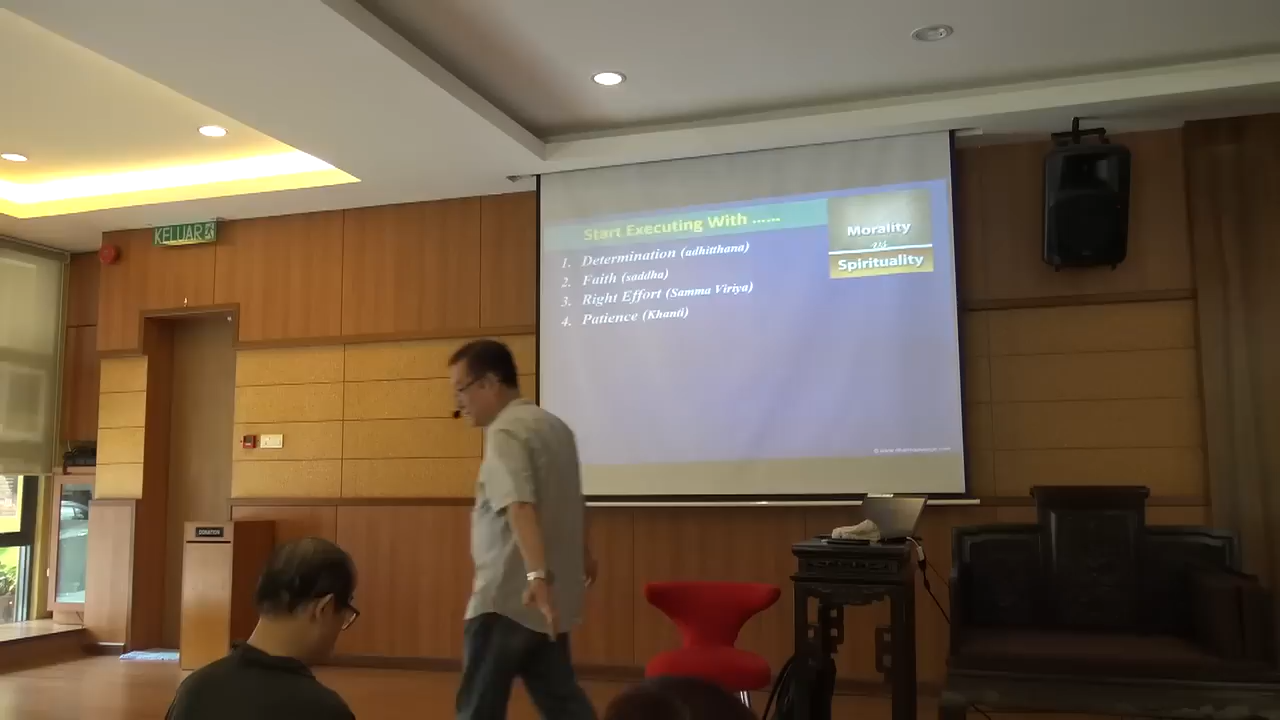 KELUAR
Start Executing With ......
1. Determination (adhitthana)
2. Faith (saddha)
3. Right Effort (Samma Viriya)
4. Patience (Khanti)
Morality
vs
Spirituality
DONATION